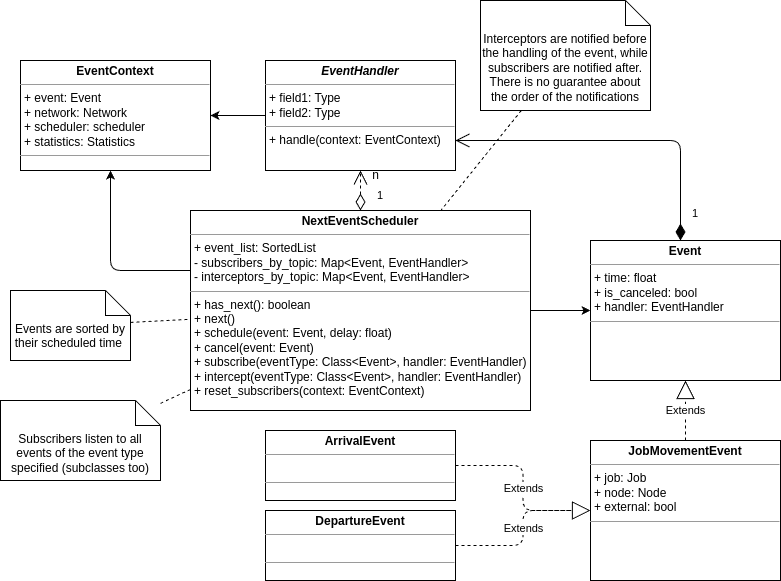 Interceptors are notified before
the handling of the event, while
subscribers are notified after.
There is no guarantee about
the order of the notifications
EventContext
+ event: Event
+ network: Network
+ scheduler: scheduler
+ statistics: Statistics
EventHandler
+ field1: Type
+ field2: Type
+ handle(context: EventContext)
n
1
1
NextEventScheduler
+ event_list: SortedList
- subscribers_by_topic: Map<Event, EventHandler>
- interceptors_by_topic: Map<Event, EventHandler>
+ has_next(): boolean
+ next()
+ schedule(event: Event, delay: float)
+ cancel(event: Event)
+ subscribe(eventType: Class<Event>, handler: EventHandler)
+ intercept(eventType: Class<Event>, handler: EventHandler)
+ reset_subscribers(context: EventContext)
Event
+ time: float
+ is_canceled: bool
+ handler: EventHandler
Events are sorted by
their scheduled time
Subscribers listen to all
events of the event type
specified (subclasses too)
Extends
ArrivalEvent
DepartureEvent
Extends
Extends
JobMovementEvent
+ job: Job
+ node: Node
+ external: bool